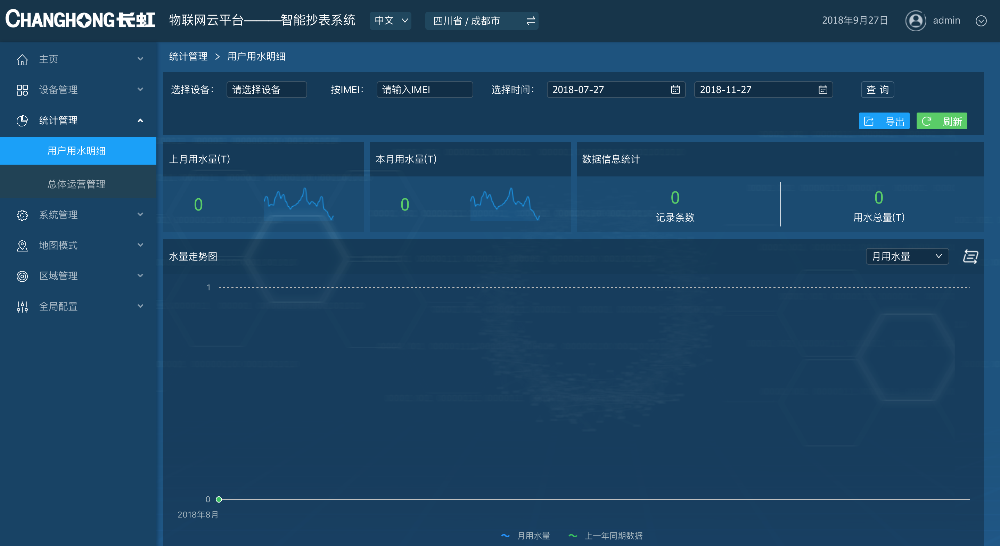 CHANGHONG长虹
物联网云平台———智能抄表系统
中文
四川省 / 成都市
2018年9月27日
admin
主页
设备管理
统计管理
用户用水明细
总体运营管理
系统管理
地图模式
区域管理
全局配置
统计管理 > 用户用水明细
选择设备: 请选择设备
按IMEI: 请输入IMEI
选择时间: 2018-07-27 2018-11-27
查 询
导出
刷新
上月用水量(T)
0
本月用水量(T)
0
数据信息统计
0
记录条数
0
用水总量(T)
水量走势图
月用水量
1
0
2018年8月
月用水量
上一年同期数据